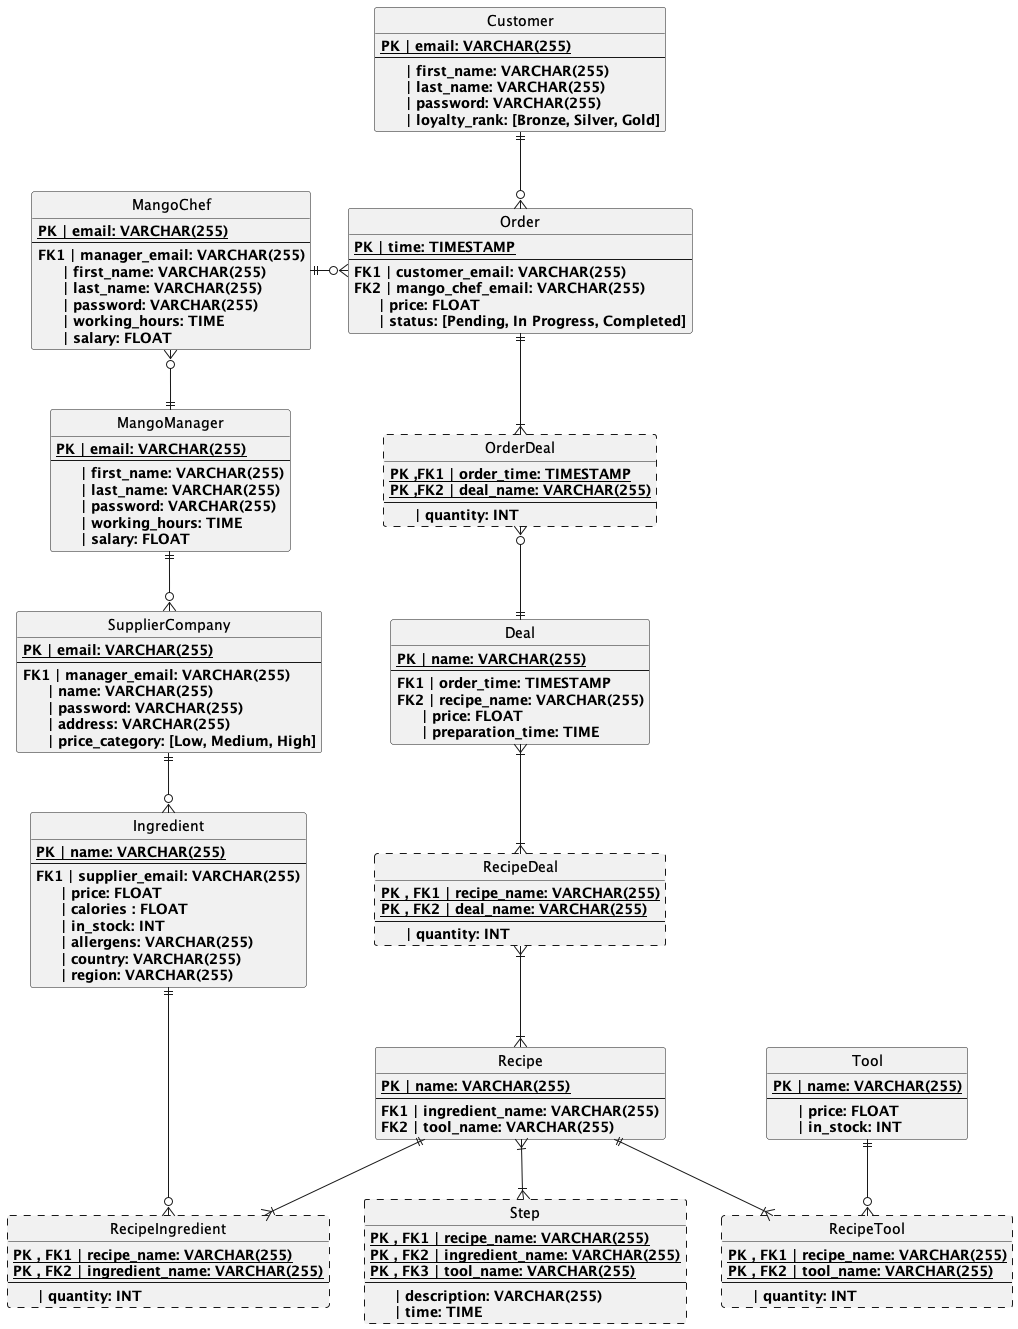 Customer
PK | email: VARCHAR(255)
| first_name: VARCHAR(255)
| last_name: VARCHAR(255)
| password: VARCHAR(255)
| loyalty_rank: [Bronze, Silver, Gold]
MangoChef
PK | email: VARCHAR(255)
FK1 | manager_email: VARCHAR(255)
| first_name: VARCHAR(255)
| last_name: VARCHAR(255)
| password: VARCHAR(255)
| working_hours: TIME
| salary: FLOAT
Order
PK | time: TIMESTAMP
FK1 | customer_email: VARCHAR(255)
FK2 | mango_chef_email: VARCHAR(255)
| price: FLOAT
| status: [Pending, In Progress, Completed]
MangoManager
PK | email: VARCHAR(255)
| first_name: VARCHAR(255)
| last_name: VARCHAR(255)
| password: VARCHAR(255)
| working_hours: TIME
| salary: FLOAT
OrderDeal
PK ,FK1 | order_time: TIMESTAMP
PK ,FK2 | deal_name: VARCHAR(255)
| quantity: INT
SupplierCompany
PK | email: VARCHAR(255)
FK1 | manager_email: VARCHAR(255)
| name: VARCHAR(255)
| password: VARCHAR(255)
| address: VARCHAR(255)
| price_category: [Low, Medium, High]
Deal
PK | name: VARCHAR(255)
FK1 | order_time: TIMESTAMP
FK2 | recipe_name: VARCHAR(255)
| price: FLOAT
| preparation_time: TIME
Ingredient
PK | name: VARCHAR(255)
FK1 | supplier_email: VARCHAR(255)
| price: FLOAT
| calories : FLOAT
| in_stock: INT
| allergens: VARCHAR(255)
| country: VARCHAR(255)
| region: VARCHAR(255)
RecipeDeal
PK , FK1 | recipe_name: VARCHAR(255)
PK , FK2 | deal_name: VARCHAR(255)
| quantity: INT
Recipe
PK | name: VARCHAR(255)
FK1 | ingredient_name: VARCHAR(255)
FK2 | tool_name: VARCHAR(255)
Tool
PK | name: VARCHAR(255)
| price: FLOAT
| in_stock: INT
RecipeIngredient
PK , FK1 | recipe_name: VARCHAR(255)
PK , FK2 | ingredient_name: VARCHAR(255)
| quantity: INT
Step
PK , FK1 | recipe_name: VARCHAR(255)
PK , FK2 | ingredient_name: VARCHAR(255)
PK , FK3 | tool_name: VARCHAR(255)
| description: VARCHAR(255)
| time: TIME
RecipeTool
PK , FK1 | recipe_name: VARCHAR(255)
PK , FK2 | tool_name: VARCHAR(255)
| quantity: INT